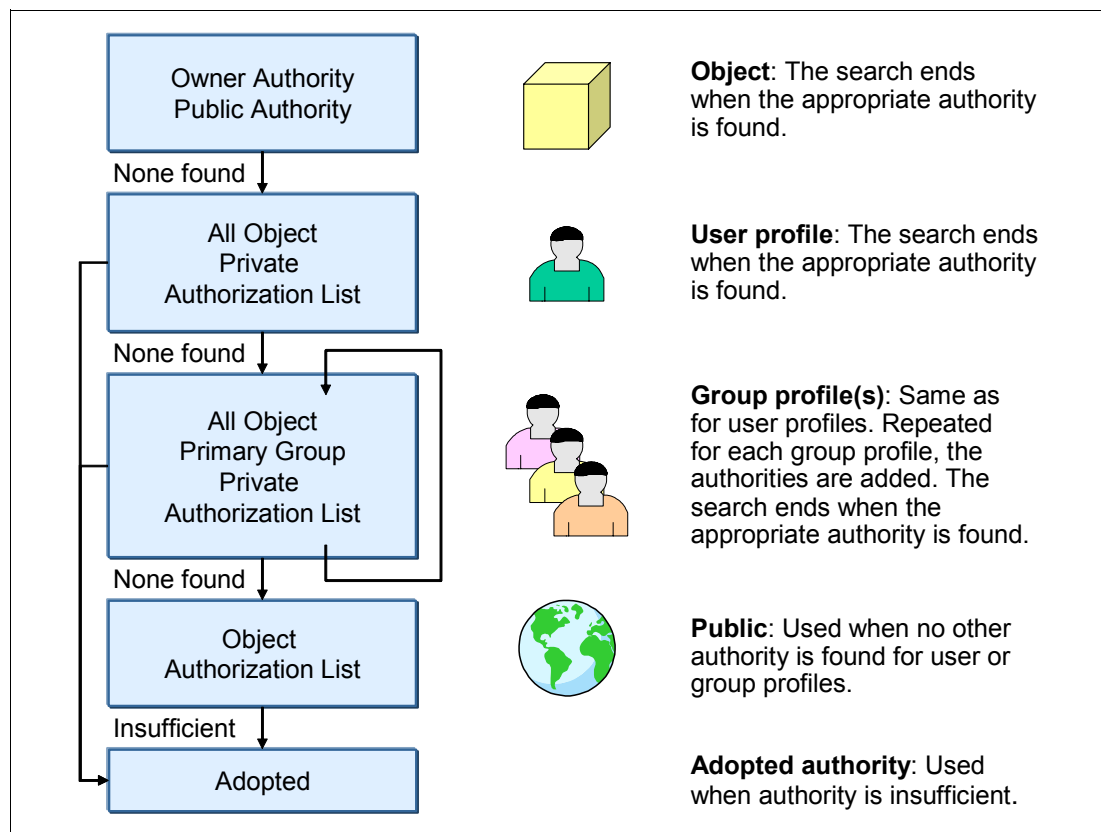 Owner Authority
Public Authority
Object: The search ends
when the appropriate authority
is found.
None found
All Object
Private
Authorization List
User profile: The search ends
when the appropriate authority
is found.
None found
All Object
Primary Group
Private
Authorization List
Group profile(s): Same as
for user profiles. Repeated
for each group profile, the
authorities are added. The
search ends when the
appropriate authority is found.
None found
Object
Authorization List
Public: Used when no other
authority is found for user or
group profiles.
Insufficient
Adopted
Adopted authority: Used
when authority is insufficient.